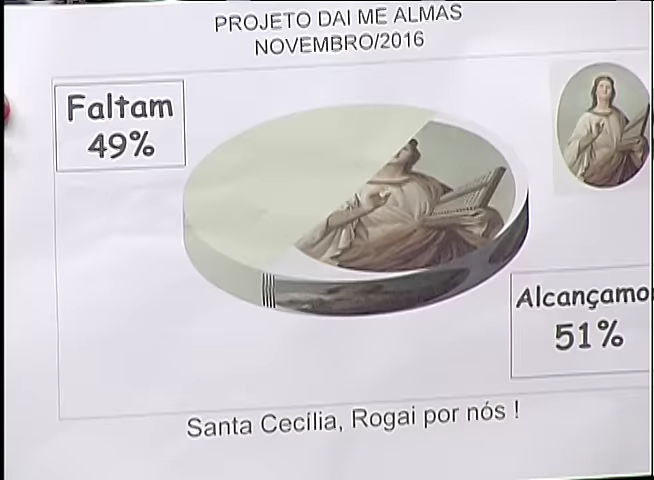 PROJETO DAI ME ALMAS
NOVEMBRO/2016
Faltam
49%
Alcançamo
51%
Santa Cecília, Rogai por nós !